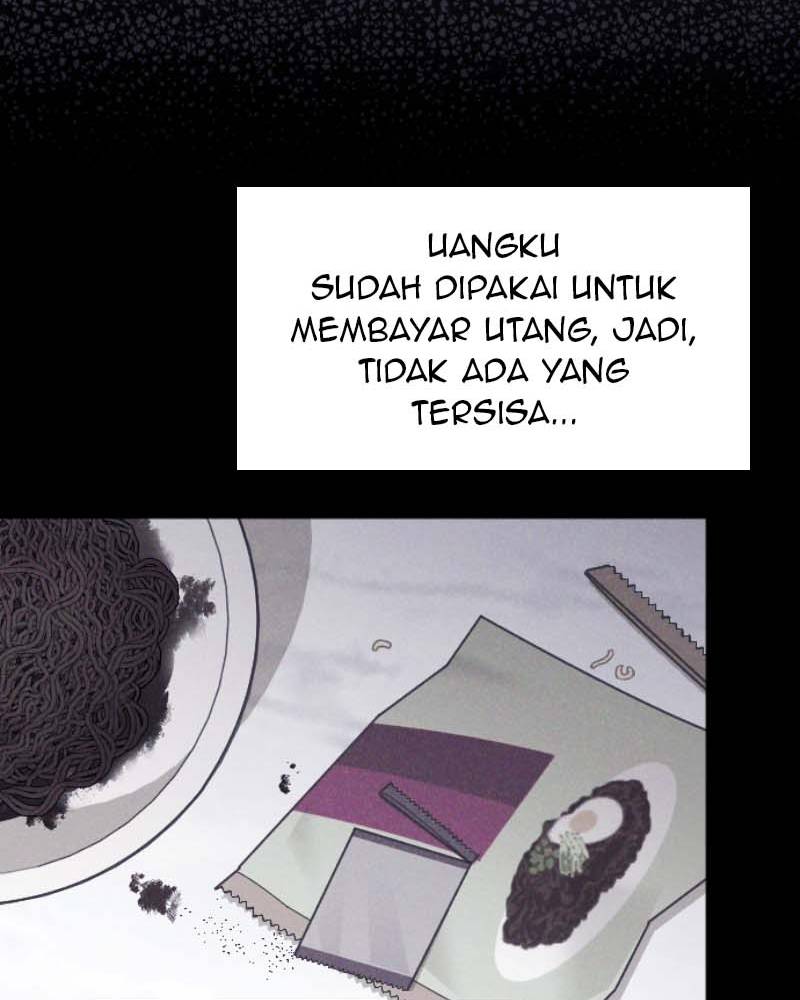 UANGKU
SUDAH DIPAKAI UNTUK
MEMBAYAR UTANG, JADI,
TIDAK ADA YANG
TERSISA...